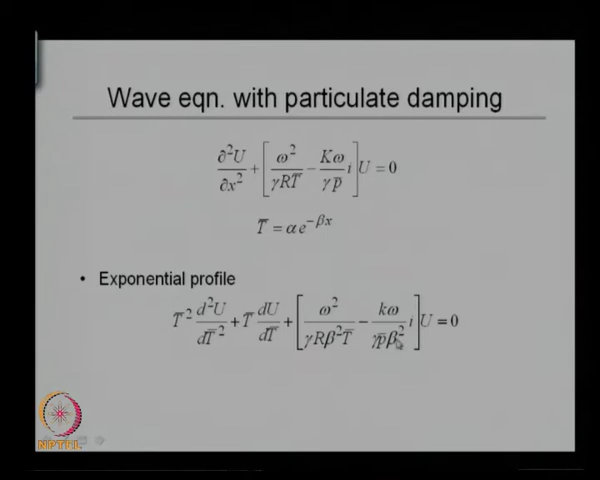 Wave eqn. with particulate damping
∂²U/∂x² + [ω²/γRT̅ − Kω/γp̅ i]U = 0
T̅ = αe^{−βx}
• Exponential profile
T̅² d²U/dT̅² + T̅ dU/dT̅ + [ω²/γRβ²T̅ − kω/γp̅β² i]U = 0
NPTEL